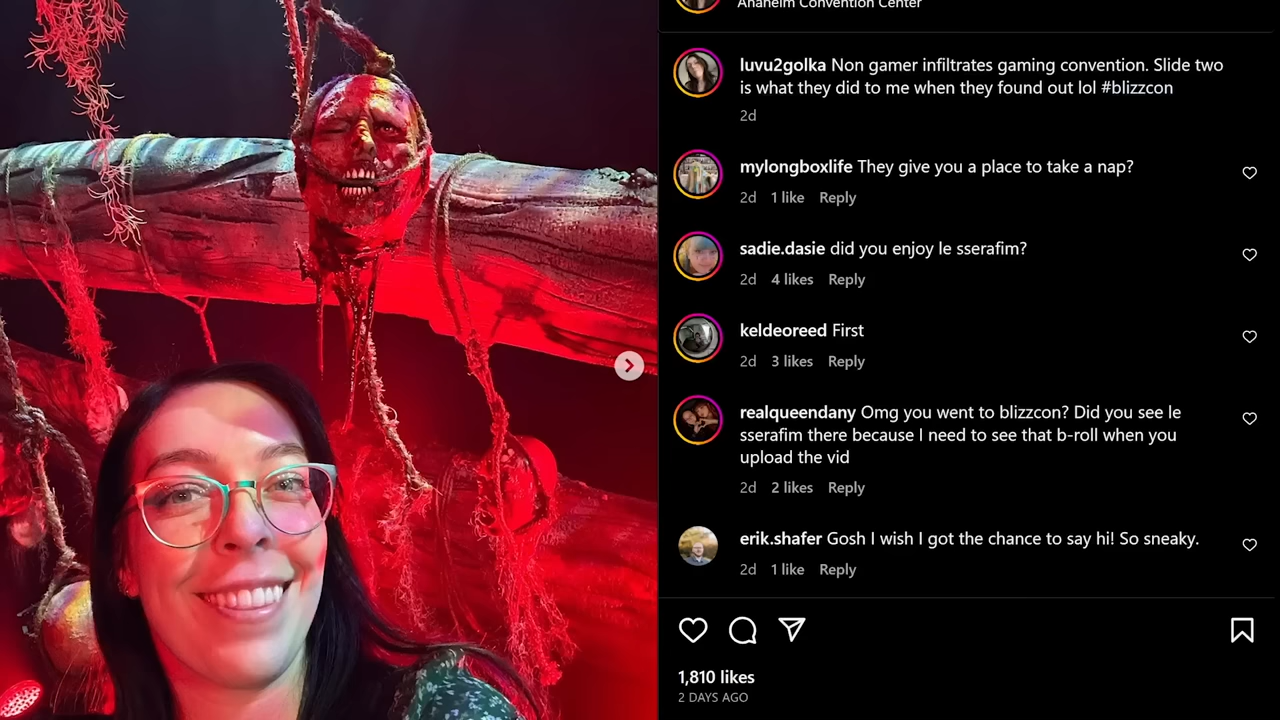 Anaheim Convention Center
luvu2golka Non gamer infiltrates gaming convention. Slide two
is what they did to me when they found out lol #blizzcon
2d
mylongboxlife They give you a place to take a nap?
2d 1 like Reply
sadie.dasie did you enjoy le sserafim?
2d 4 likes Reply
keldeoreed First
2d 3 likes Reply
realqueendany Omg you went to blizzcon? Did you see le
sserafim there because I need to see that b-roll when you
upload the vid
2d 2 likes Reply
erik.shafer Gosh I wish I got the chance to say hi! So sneaky.
2d 1 like Reply
1,810 likes
2 DAYS AGO